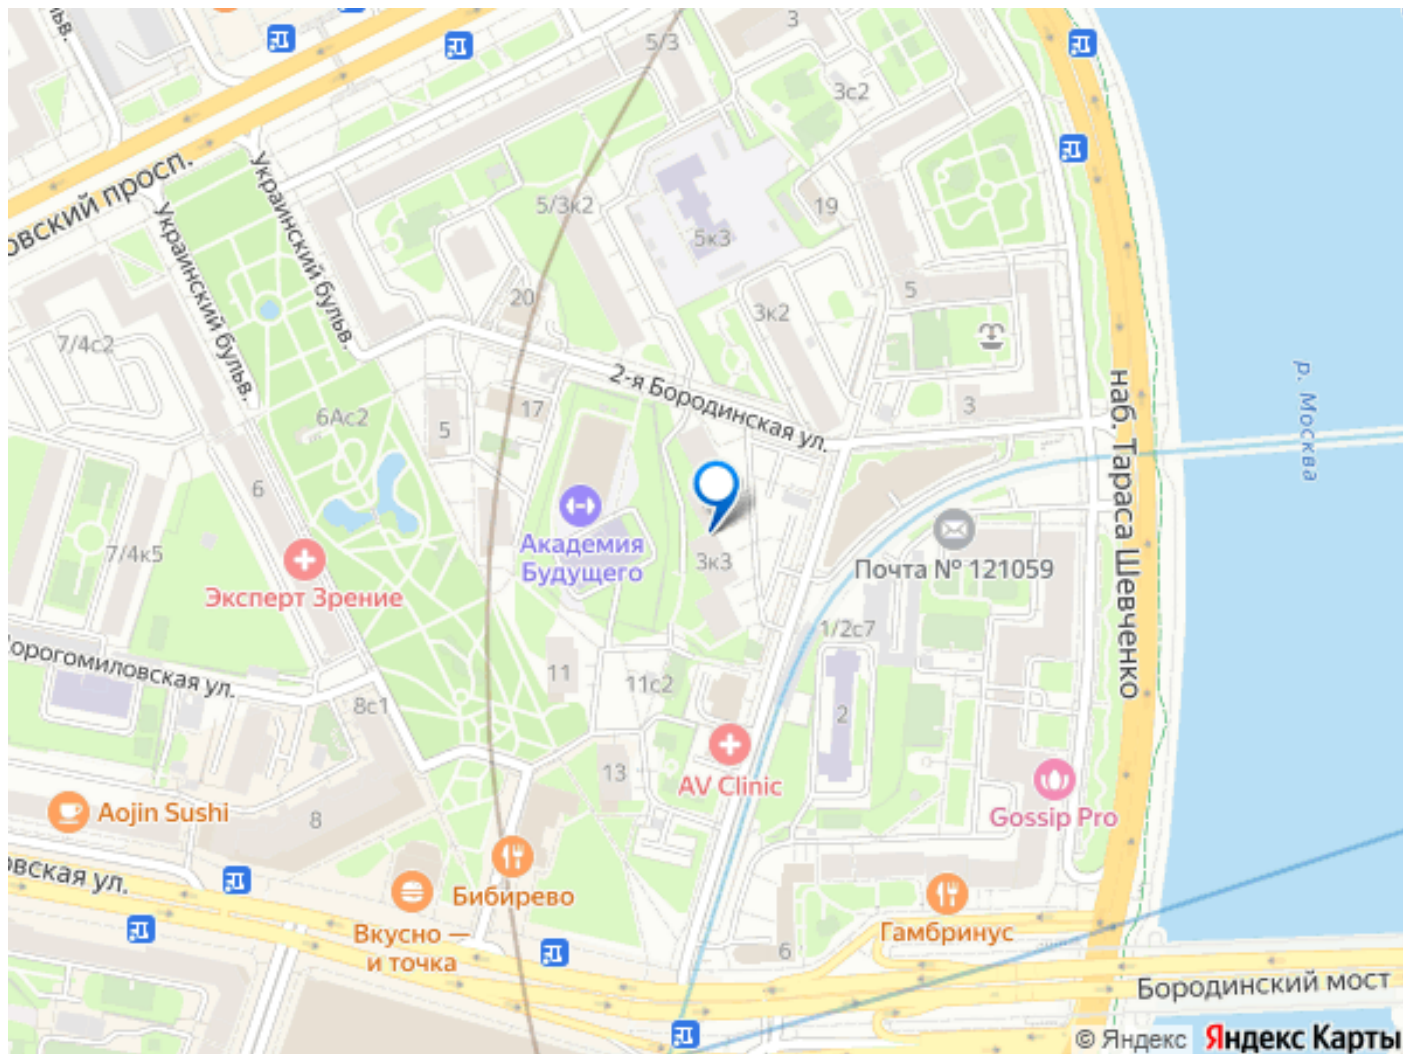 5/3
3
3с2
овский просп.
Украинский бульв.
Украинский бульв.
5/3к2
19
5к3
20
5
3к2
7/4с2
р. Москва
2-я Бородинская ул.
наб. Тараса Шевченко
17
3
6Ас2
5
6
7/4к5
Академия
Будущего
3к3
Почта № 121059
Эксперт Зрение
1/2с7
орогомиловская ул.
11
11с2
8с1
2
AV Clinic
13
Gossip Pro
Aojin Sushi
8
овская ул.
Бибирево
Вкусно —
и точка
Гамбринус
6
Бородинский мост
© Яндекс Яндекс Карты